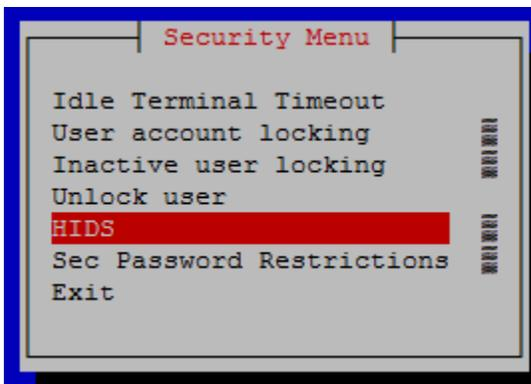 Security Menu
Idle Terminal Timeout
User account locking
Inactive user locking
Unlock user
HIDS
Sec Password Restrictions
Exit